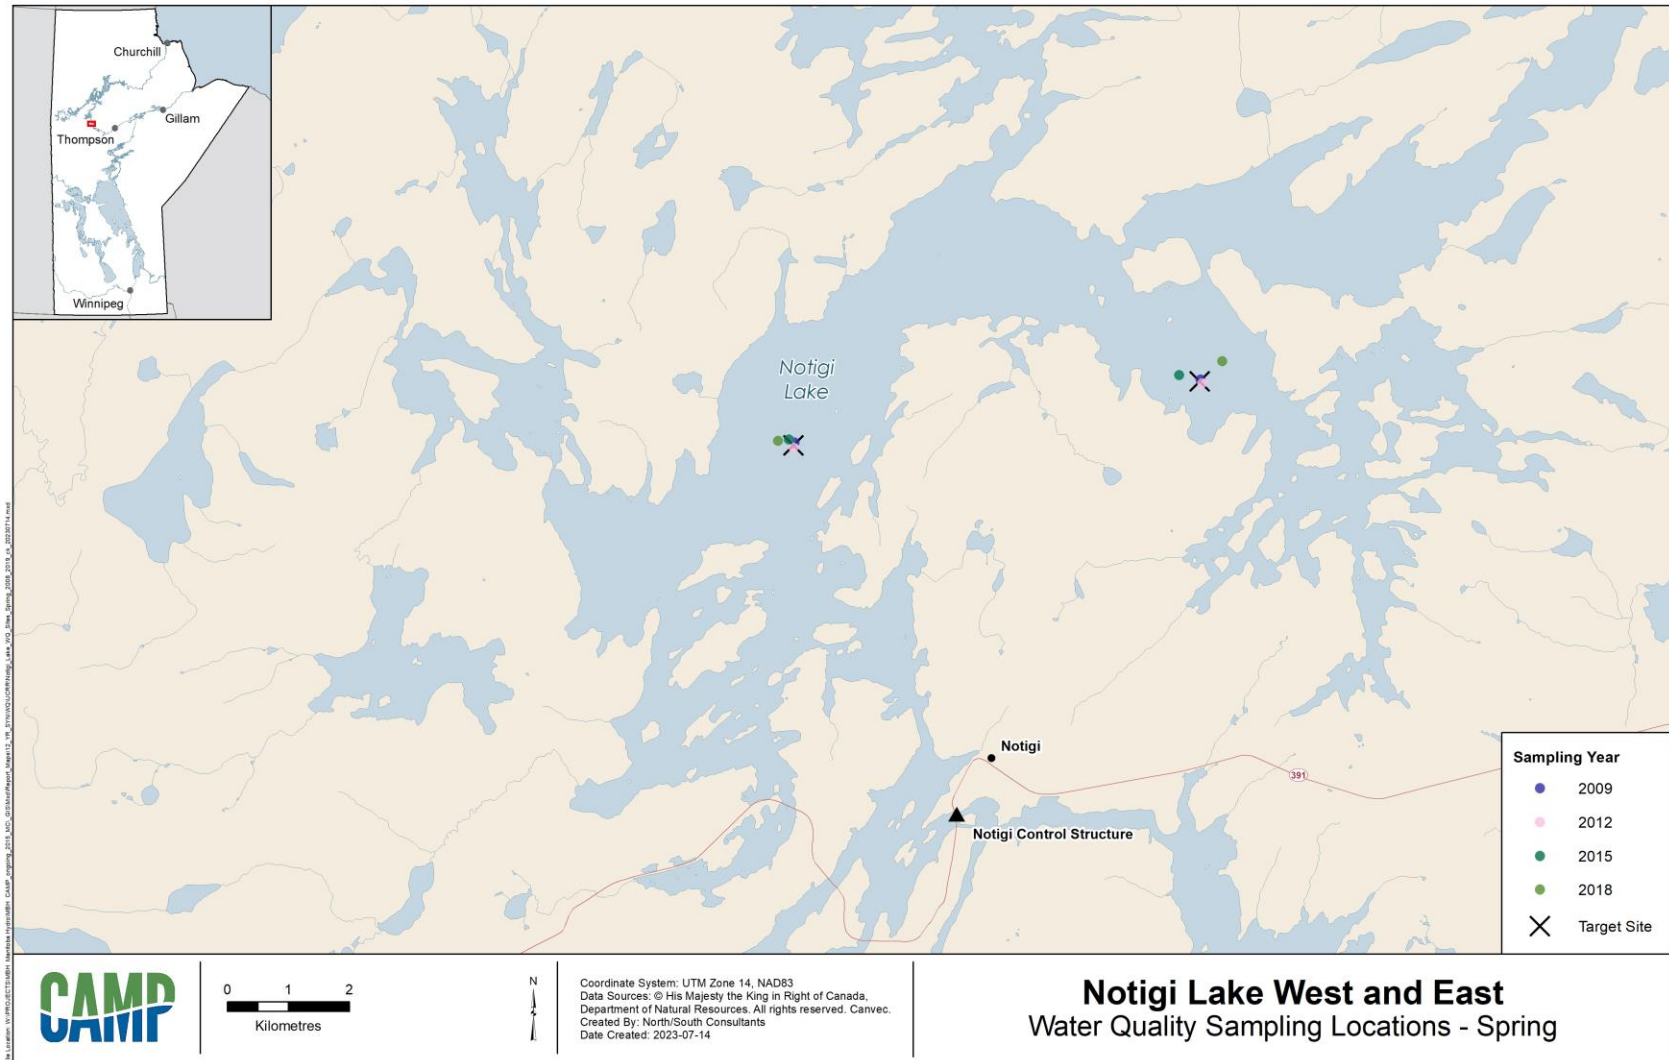 Churchill
Gillam
Thompson
Winnipeg
Notigi
Lake
Notigi
391
Notigi Control Structure
Sampling Year
2009
2012
2015
2018
Target Site
CAMP
0 1 2
Kilometres
N
Coordinate System: UTM Zone 14, NAD83
Data Sources: © His Majesty the King in Right of Canada,
Department of Natural Resources. All rights reserved. Canvec.
Created By: North/South Consultants
Date Created: 2023-07-14
Notigi Lake West and East
Water Quality Sampling Locations - Spring